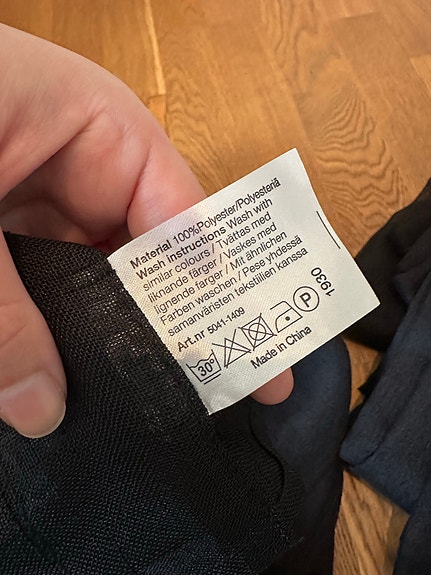 Material 100%Polyester/Polyesteriä
Wash Instructions Wash with
similar colours / Tvättas med
liknande färger / Vaskes med
lignende farger / Mit ähnlichen
Farben waschen / Pese yhdessä
samanväristen tekstiilien kanssa
Art.nr 5041-1409
30° P
Made in China
1930